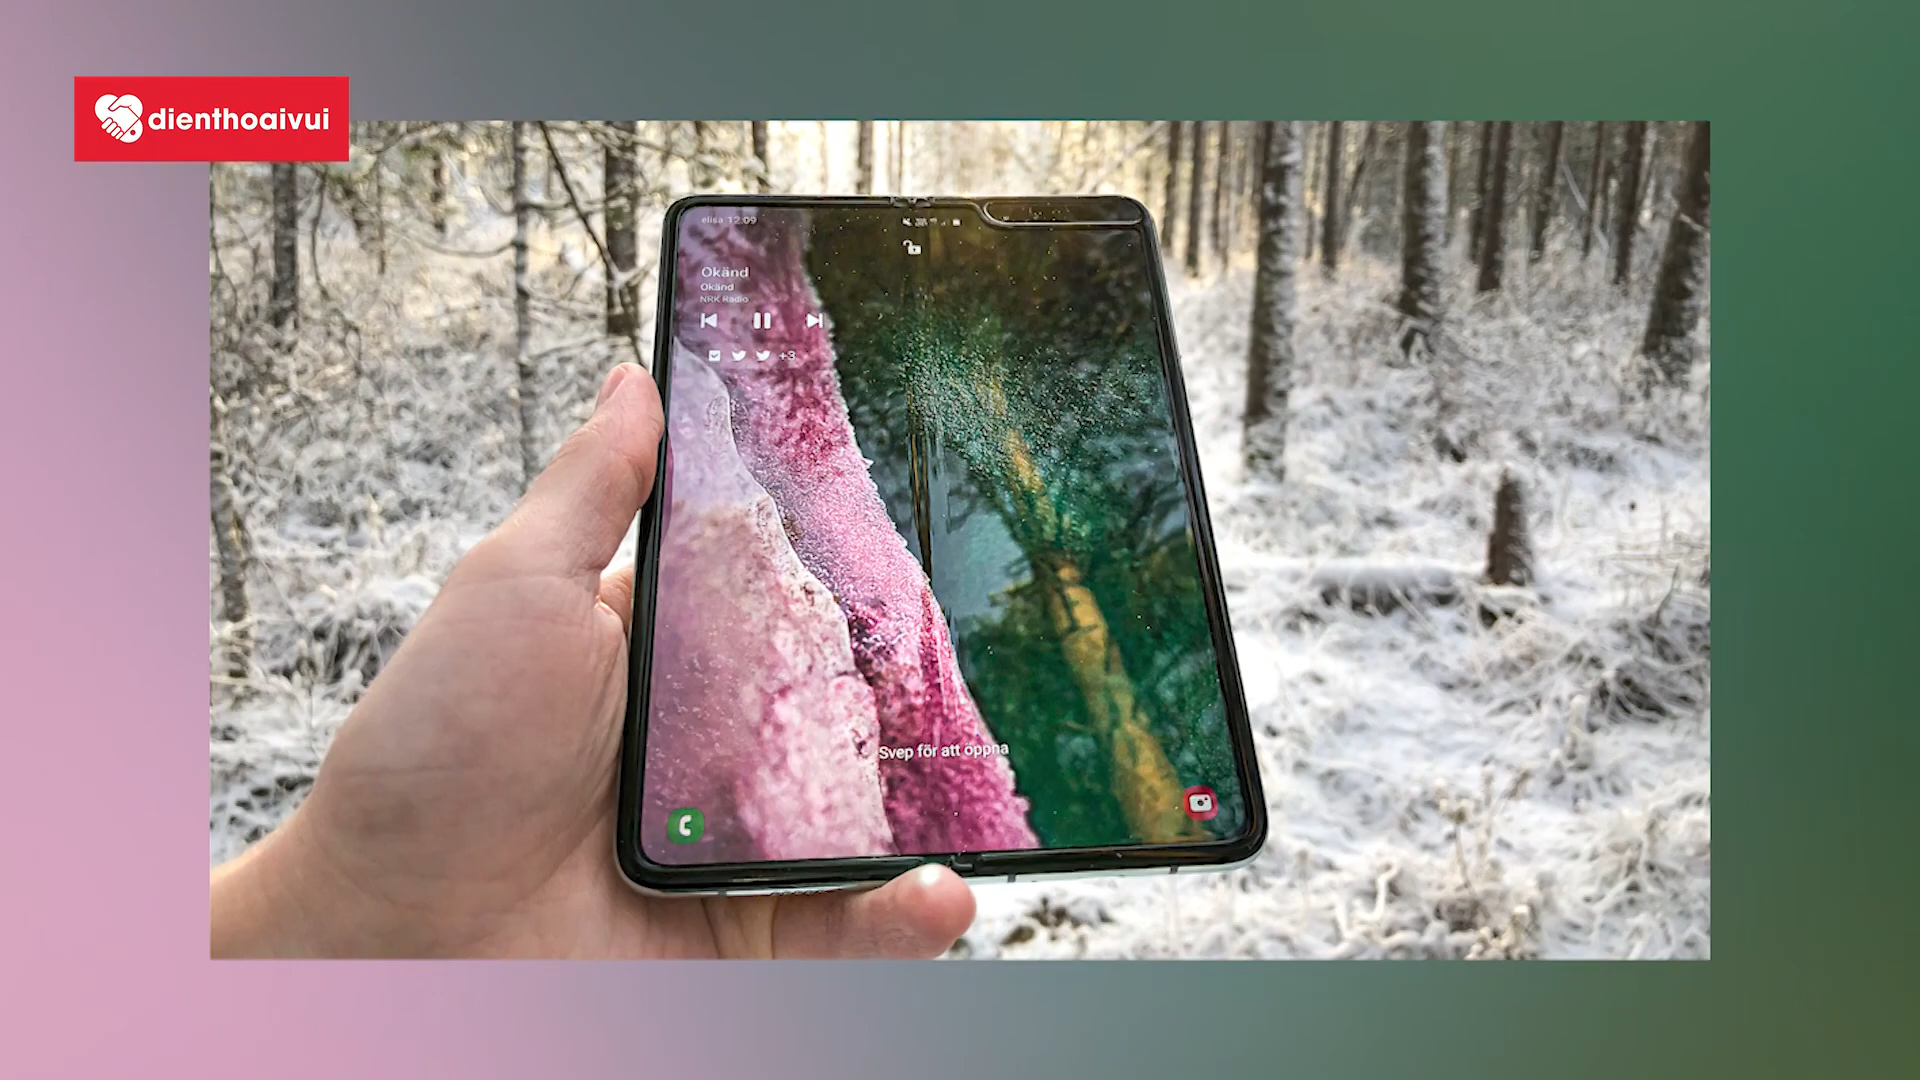 dienthoaivui
elisa 12:09
Okänd
Okänd
NRK Radio
+3
Svep för att öppna